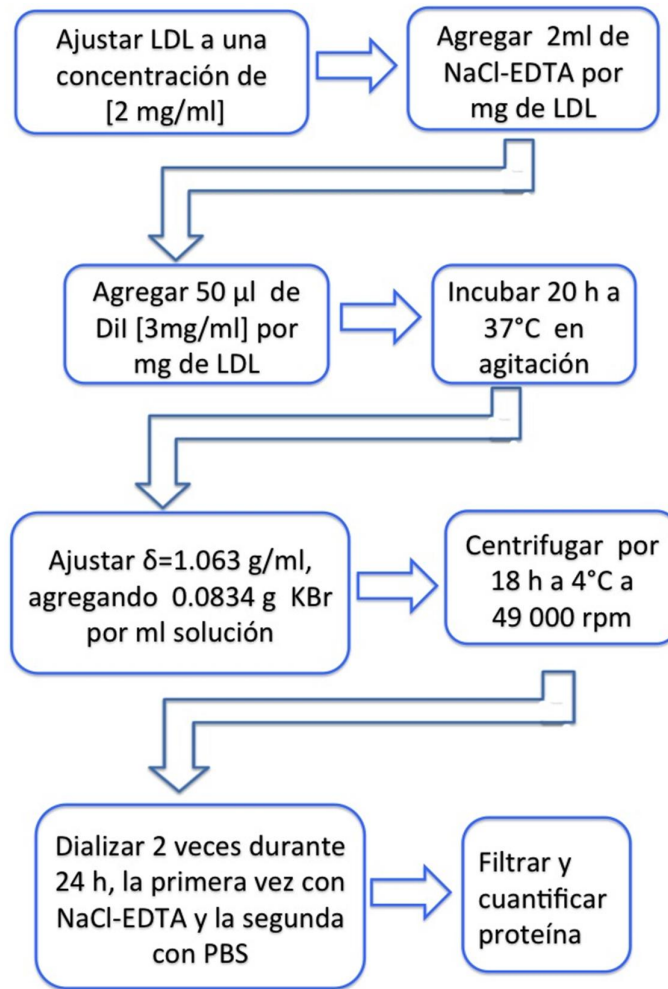 Ajustar LDL a una
concentración de
[2 mg/ml]
Agregar 2ml de
NaCl-EDTA por
mg de LDL
Agregar 50 µl de
DiI [3mg/ml] por
mg de LDL
Incubar 20 h a
37°C en
agitación
Ajustar δ=1.063 g/ml,
agregando 0.0834 g KBr
por ml solución
Centrifugar por
18 h a 4°C a
49 000 rpm
Dializar 2 veces durante
24 h, la primera vez con
NaCl-EDTA y la segunda
con PBS
Filtrar y
cuantificar
proteína